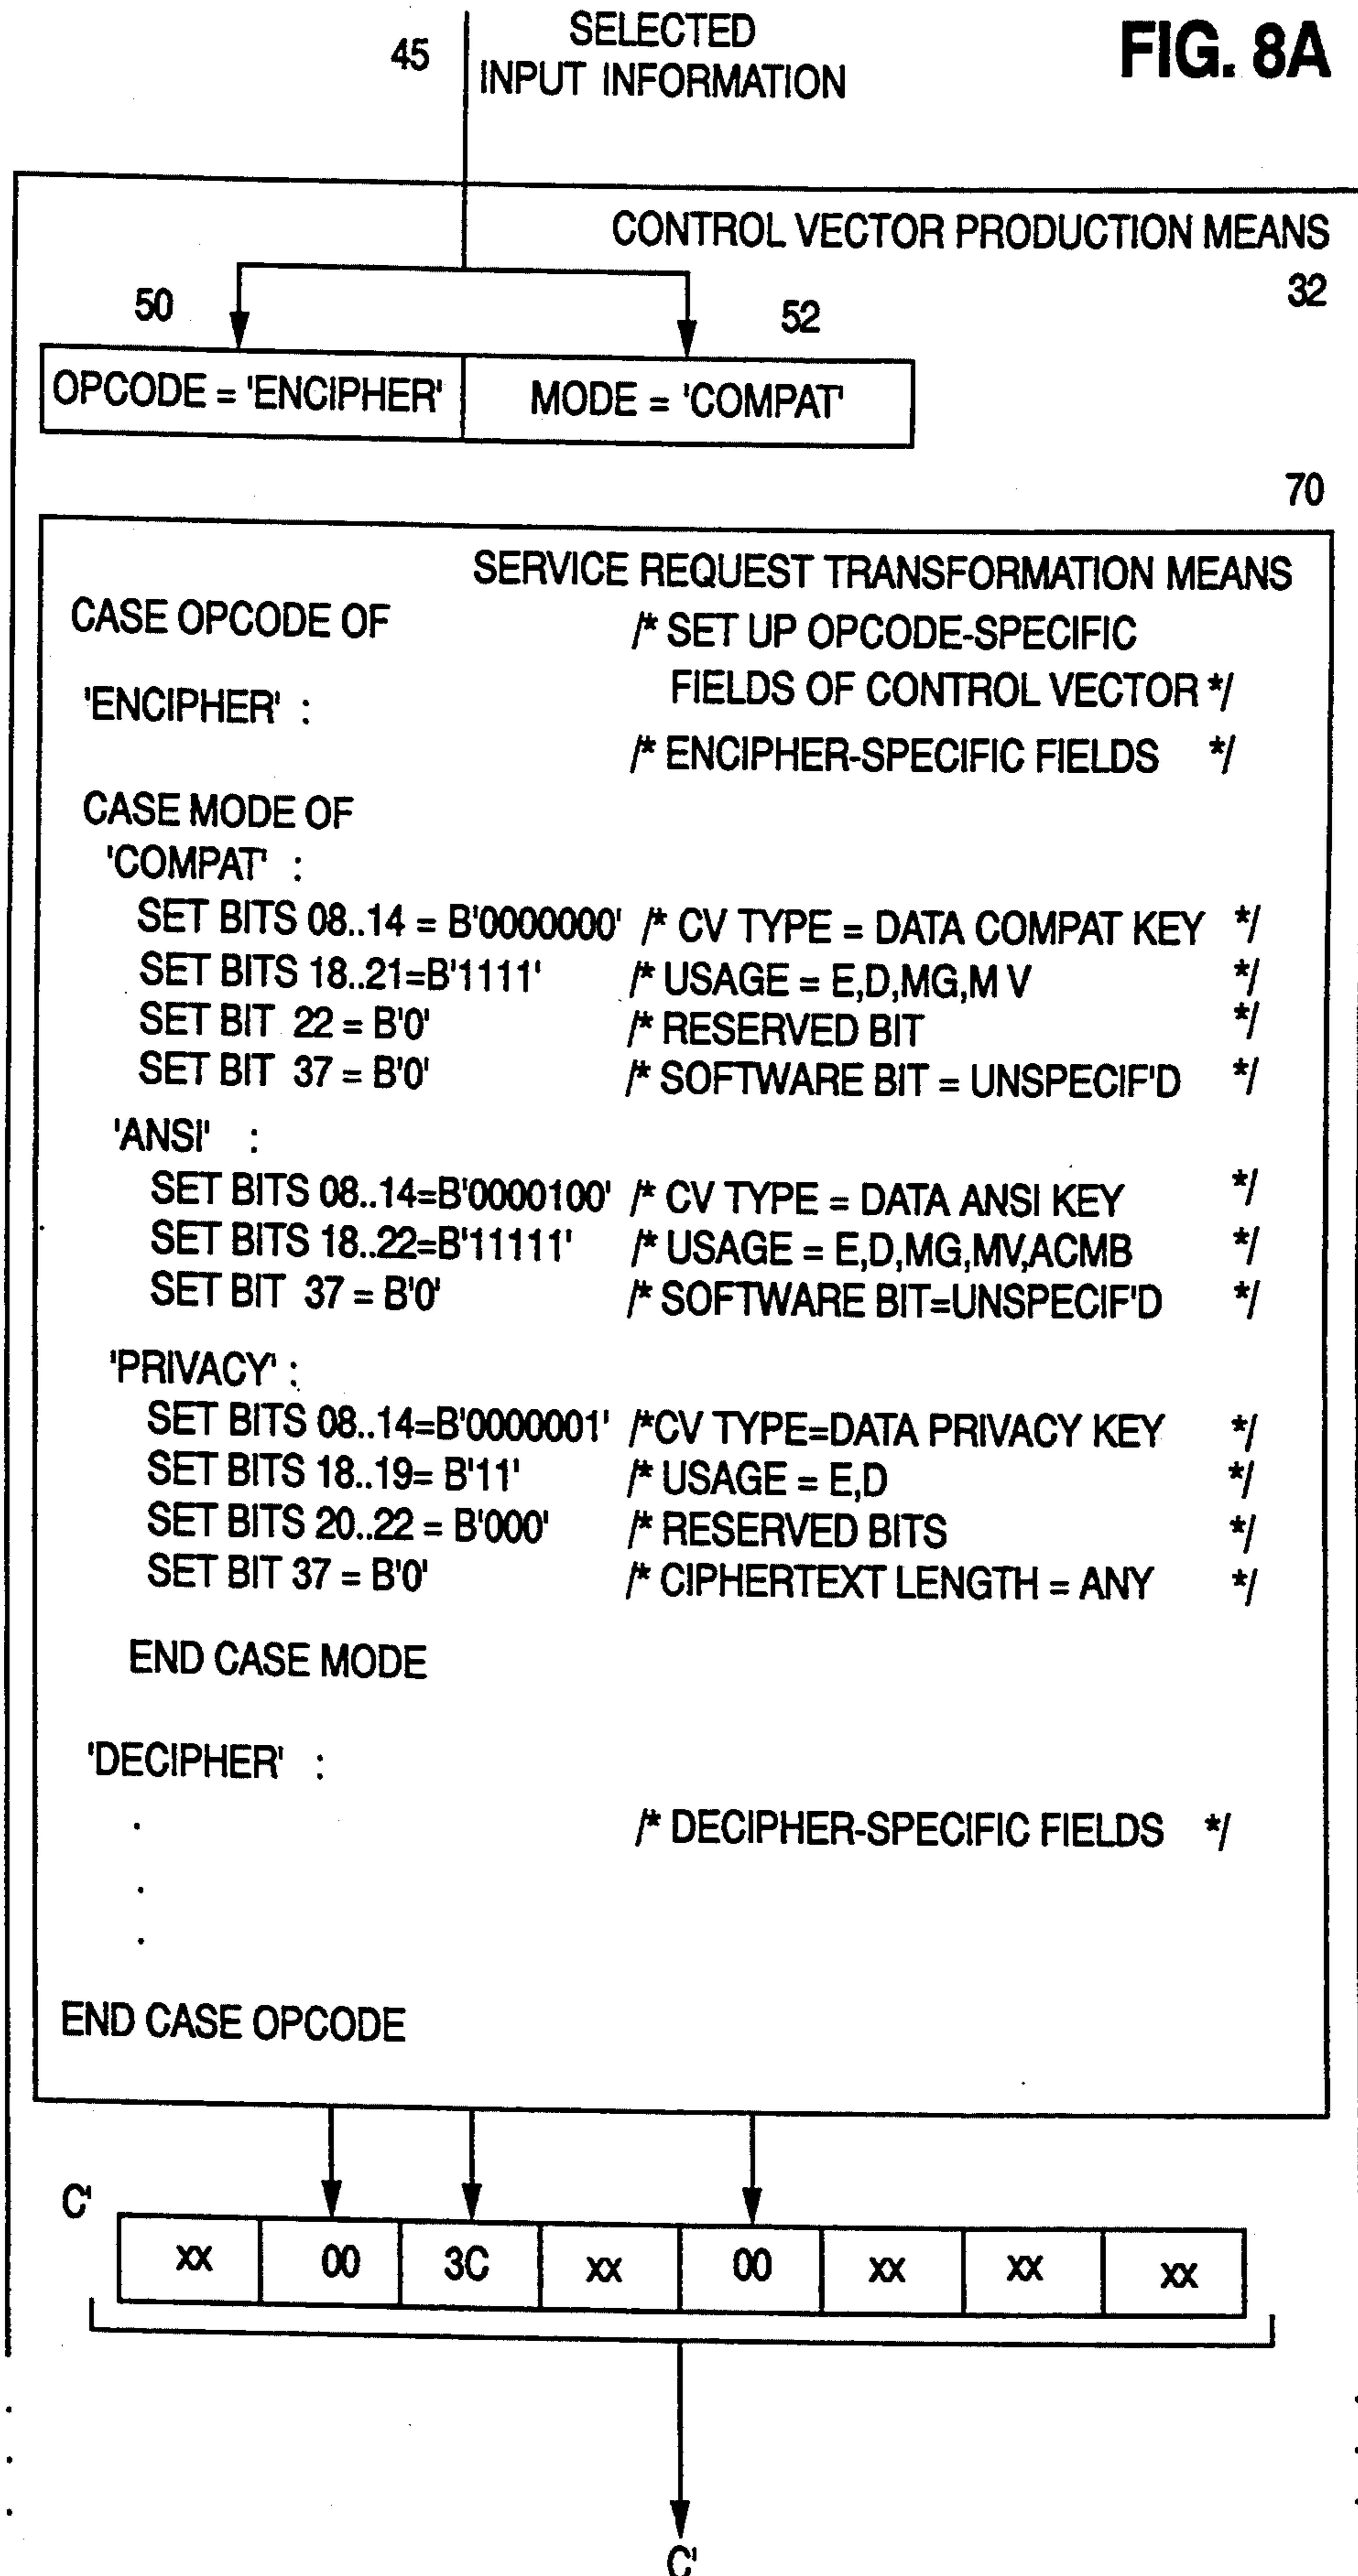 FIG. 8A
45
SELECTED
INPUT INFORMATION
CONTROL VECTOR PRODUCTION MEANS
32
50
52
OPCODE = 'ENCIPHER' MODE = 'COMPAT'
70
SERVICE REQUEST TRANSFORMATION MEANS
CASE OPCODE OF /* SET UP OPCODE-SPECIFIC
FIELDS OF CONTROL VECTOR */
'ENCIPHER' :
/* ENCIPHER-SPECIFIC FIELDS */
CASE MODE OF
'COMPAT' :
SET BITS 08..14 = B'0000000' /* CV TYPE = DATA COMPAT KEY */
SET BITS 18..21=B'1111' /* USAGE = E,D,MG,M V */
SET BIT 22 = B'0' /* RESERVED BIT */
SET BIT 37 = B'0' /* SOFTWARE BIT = UNSPECIF'D */
'ANSI' :
SET BITS 08..14=B'0000100' /* CV TYPE = DATA ANSI KEY */
SET BITS 18..22=B'11111' /* USAGE = E,D,MG,MV,ACMB */
SET BIT 37 = B'0' /* SOFTWARE BIT=UNSPECIF'D */
'PRIVACY' :
SET BITS 08..14=B'0000001' /*CV TYPE=DATA PRIVACY KEY */
SET BITS 18..19= B'11' /* USAGE = E,D */
SET BITS 20..22 = B'000' /* RESERVED BITS */
SET BIT 37 = B'0' /* CIPHERTEXT LENGTH = ANY */
END CASE MODE
'DECIPHER' :
. /* DECIPHER-SPECIFIC FIELDS */
.
.
END CASE OPCODE
C'
xx 00 3C xx 00 xx xx xx
C'